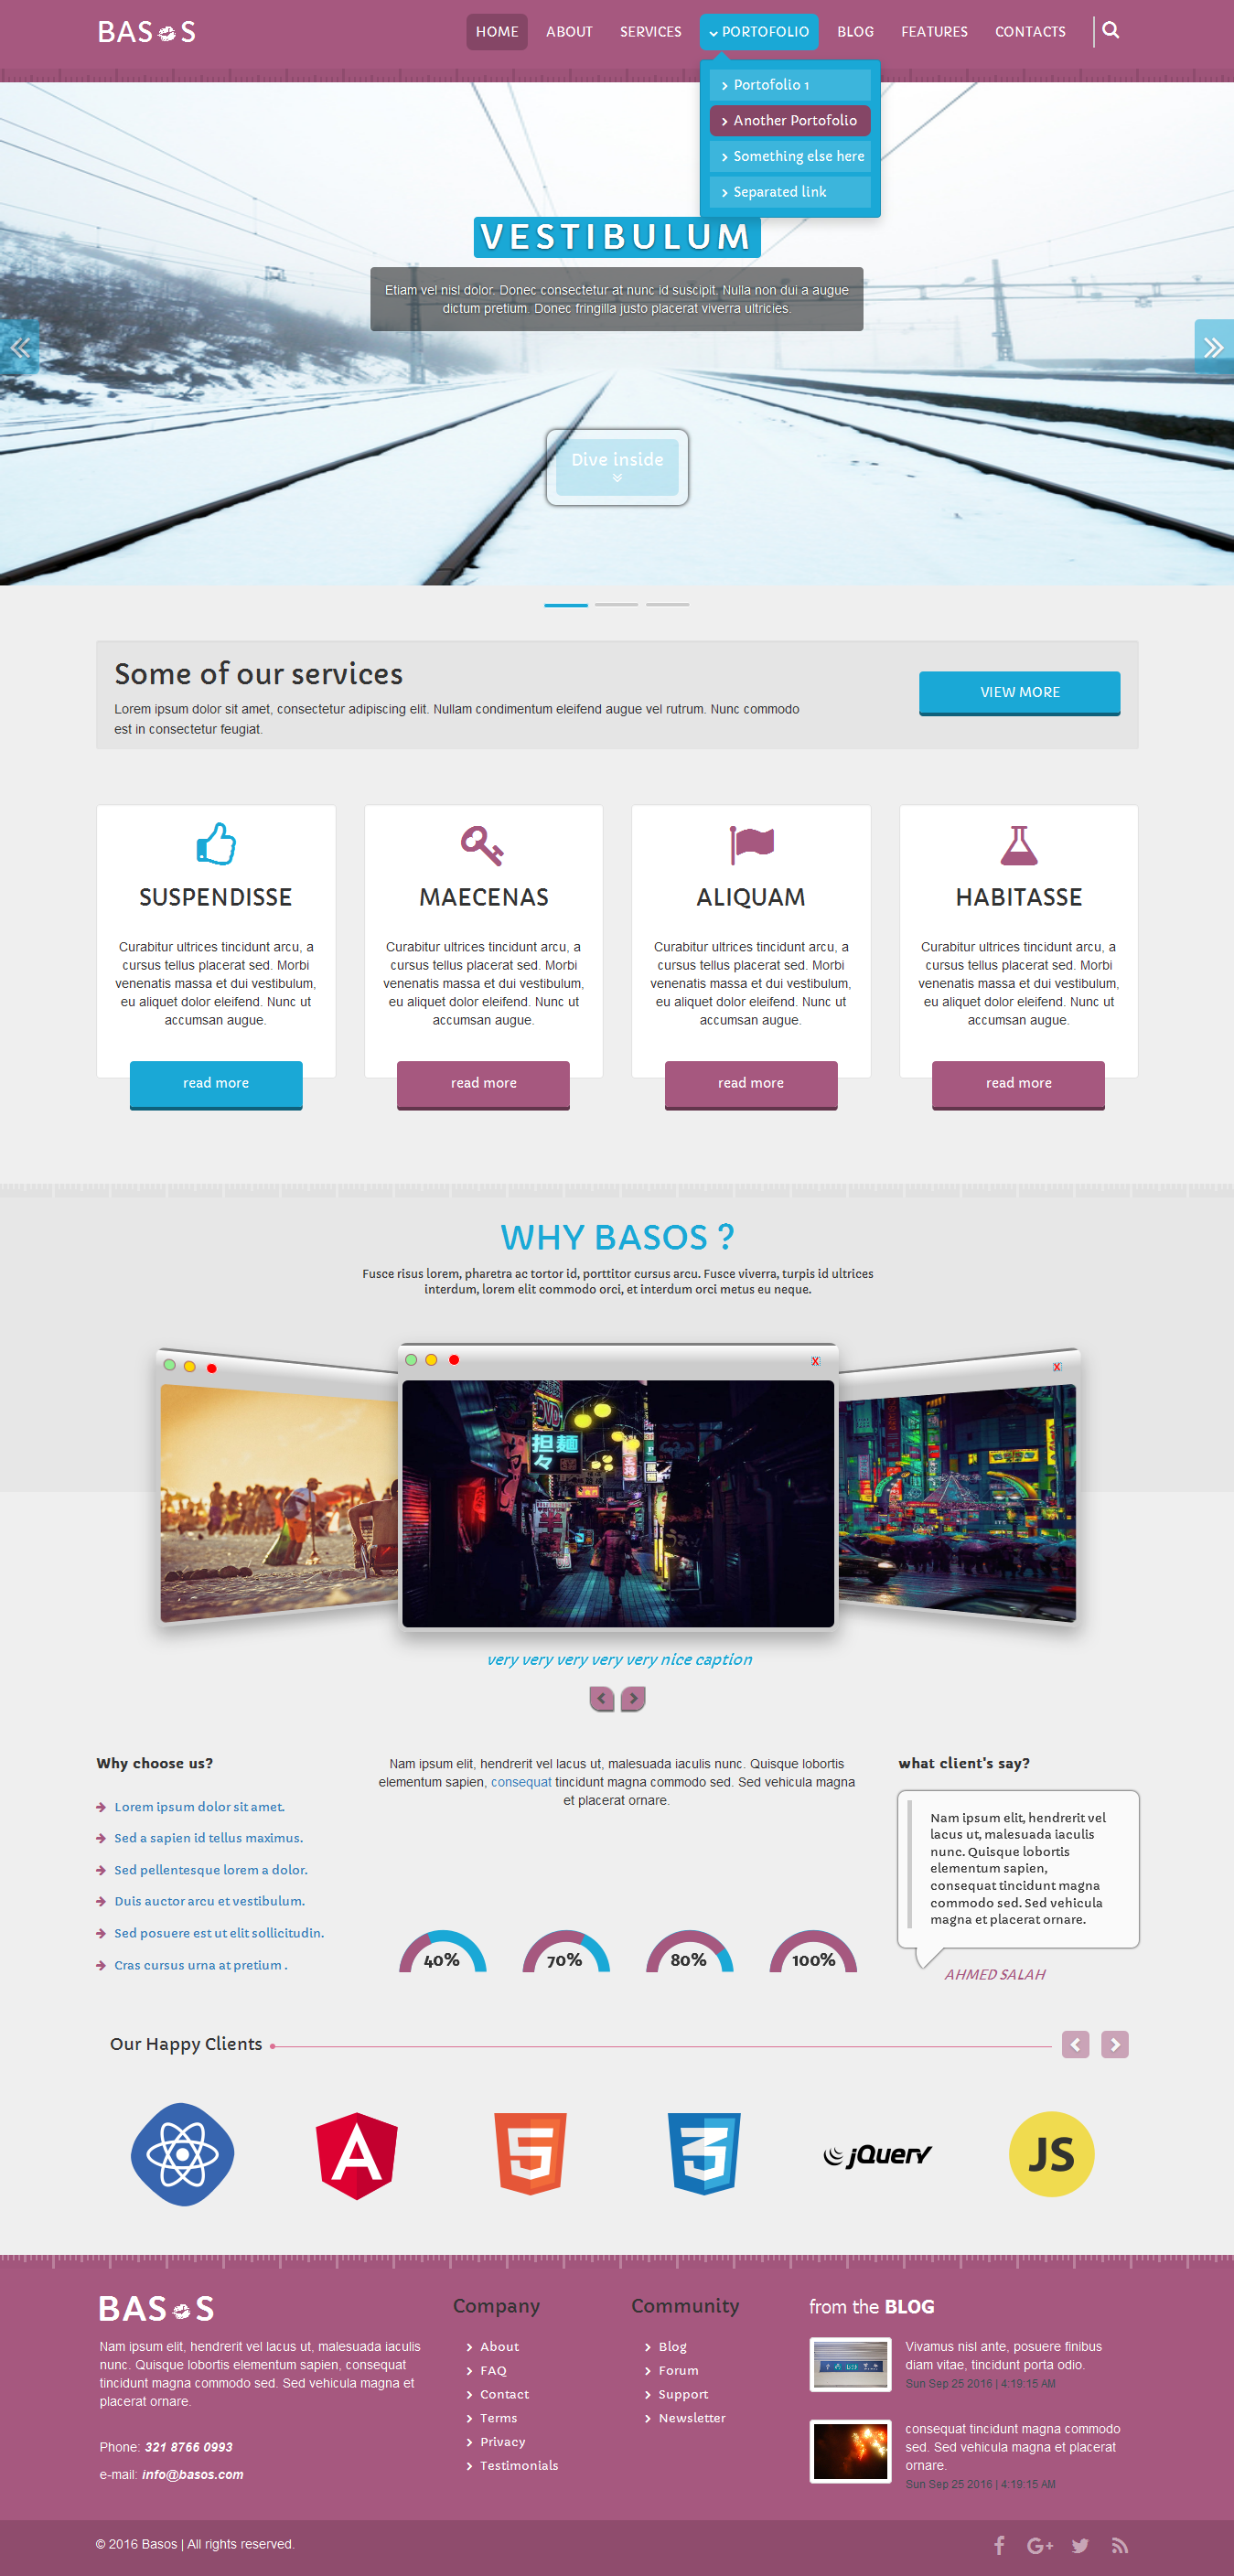 BAS S
HOME ABOUT SERVICES PORTOFOLIO BLOG FEATURES CONTACTS
Portofolio 1
Another Portofolio
Something else here
Separated link
VESTIBULUM
Etiam vel nisl dolor. Donec consectetur at nunc id suscipit. Nulla non dui a augue
dictum pretium. Donec fringilla justo placerat viverra ultricies.
Dive inside
Some of our services
Lorem ipsum dolor sit amet, consectetur adipiscing elit. Nullam condimentum eleifend augue vel rutrum. Nunc commodo
est in consectetur feugiat.
VIEW MORE
SUSPENDISSE
Curabitur ultrices tincidunt arcu, a
cursus tellus placerat sed. Morbi
venenatis massa et dui vestibulum,
eu aliquet dolor eleifend. Nunc ut
accumsan augue.
read more
MAECENAS
Curabitur ultrices tincidunt arcu, a
cursus tellus placerat sed. Morbi
venenatis massa et dui vestibulum,
eu aliquet dolor eleifend. Nunc ut
accumsan augue.
read more
ALIQUAM
Curabitur ultrices tincidunt arcu, a
cursus tellus placerat sed. Morbi
venenatis massa et dui vestibulum,
eu aliquet dolor eleifend. Nunc ut
accumsan augue.
read more
HABITASSE
Curabitur ultrices tincidunt arcu, a
cursus tellus placerat sed. Morbi
venenatis massa et dui vestibulum,
eu aliquet dolor eleifend. Nunc ut
accumsan augue.
read more
WHY BASOS ?
Fusce risus lorem, pharetra ac tortor id, porttitor cursus arcu. Fusce viverra, turpis id ultrices
interdum, lorem elit commodo orci, et interdum orci metus eu neque.
X
X
担麺
々
very very very very very nice caption
Why choose us?
Lorem ipsum dolor sit amet.
Sed a sapien id tellus maximus.
Sed pellentesque lorem a dolor.
Duis auctor arcu et vestibulum.
Sed posuere est ut elit sollicitudin.
Cras cursus urna at pretium .
Nam ipsum elit, hendrerit vel lacus ut, malesuada iaculis nunc. Quisque lobortis
elementum sapien, consequat tincidunt magna commodo sed. Sed vehicula magna
et placerat ornare.
40% 70% 80% 100%
what client's say?
Nam ipsum elit, hendrerit vel
lacus ut, malesuada iaculis
nunc. Quisque lobortis
elementum sapien,
consequat tincidunt magna
commodo sed. Sed vehicula
magna et placerat ornare.
AHMED SALAH
Our Happy Clients
A
5
3
jQuery
JS
BAS S
Nam ipsum elit, hendrerit vel lacus ut, malesuada iaculis
nunc. Quisque lobortis elementum sapien, consequat
tincidunt magna commodo sed. Sed vehicula magna et
placerat ornare.
Phone: 321 8766 0993
e-mail: info@basos.com
Company
About
FAQ
Contact
Terms
Privacy
Testimonials
Community
Blog
Forum
Support
Newsletter
from the BLOG
Vivamus nisl ante, posuere finibus
diam vitae, tincidunt porta odio.
Sun Sep 25 2016 | 4:19:15 AM
consequat tincidunt magna commodo
sed. Sed vehicula magna et placerat
ornare.
Sun Sep 25 2016 | 4:19:15 AM
© 2016 Basos | All rights reserved.
G+